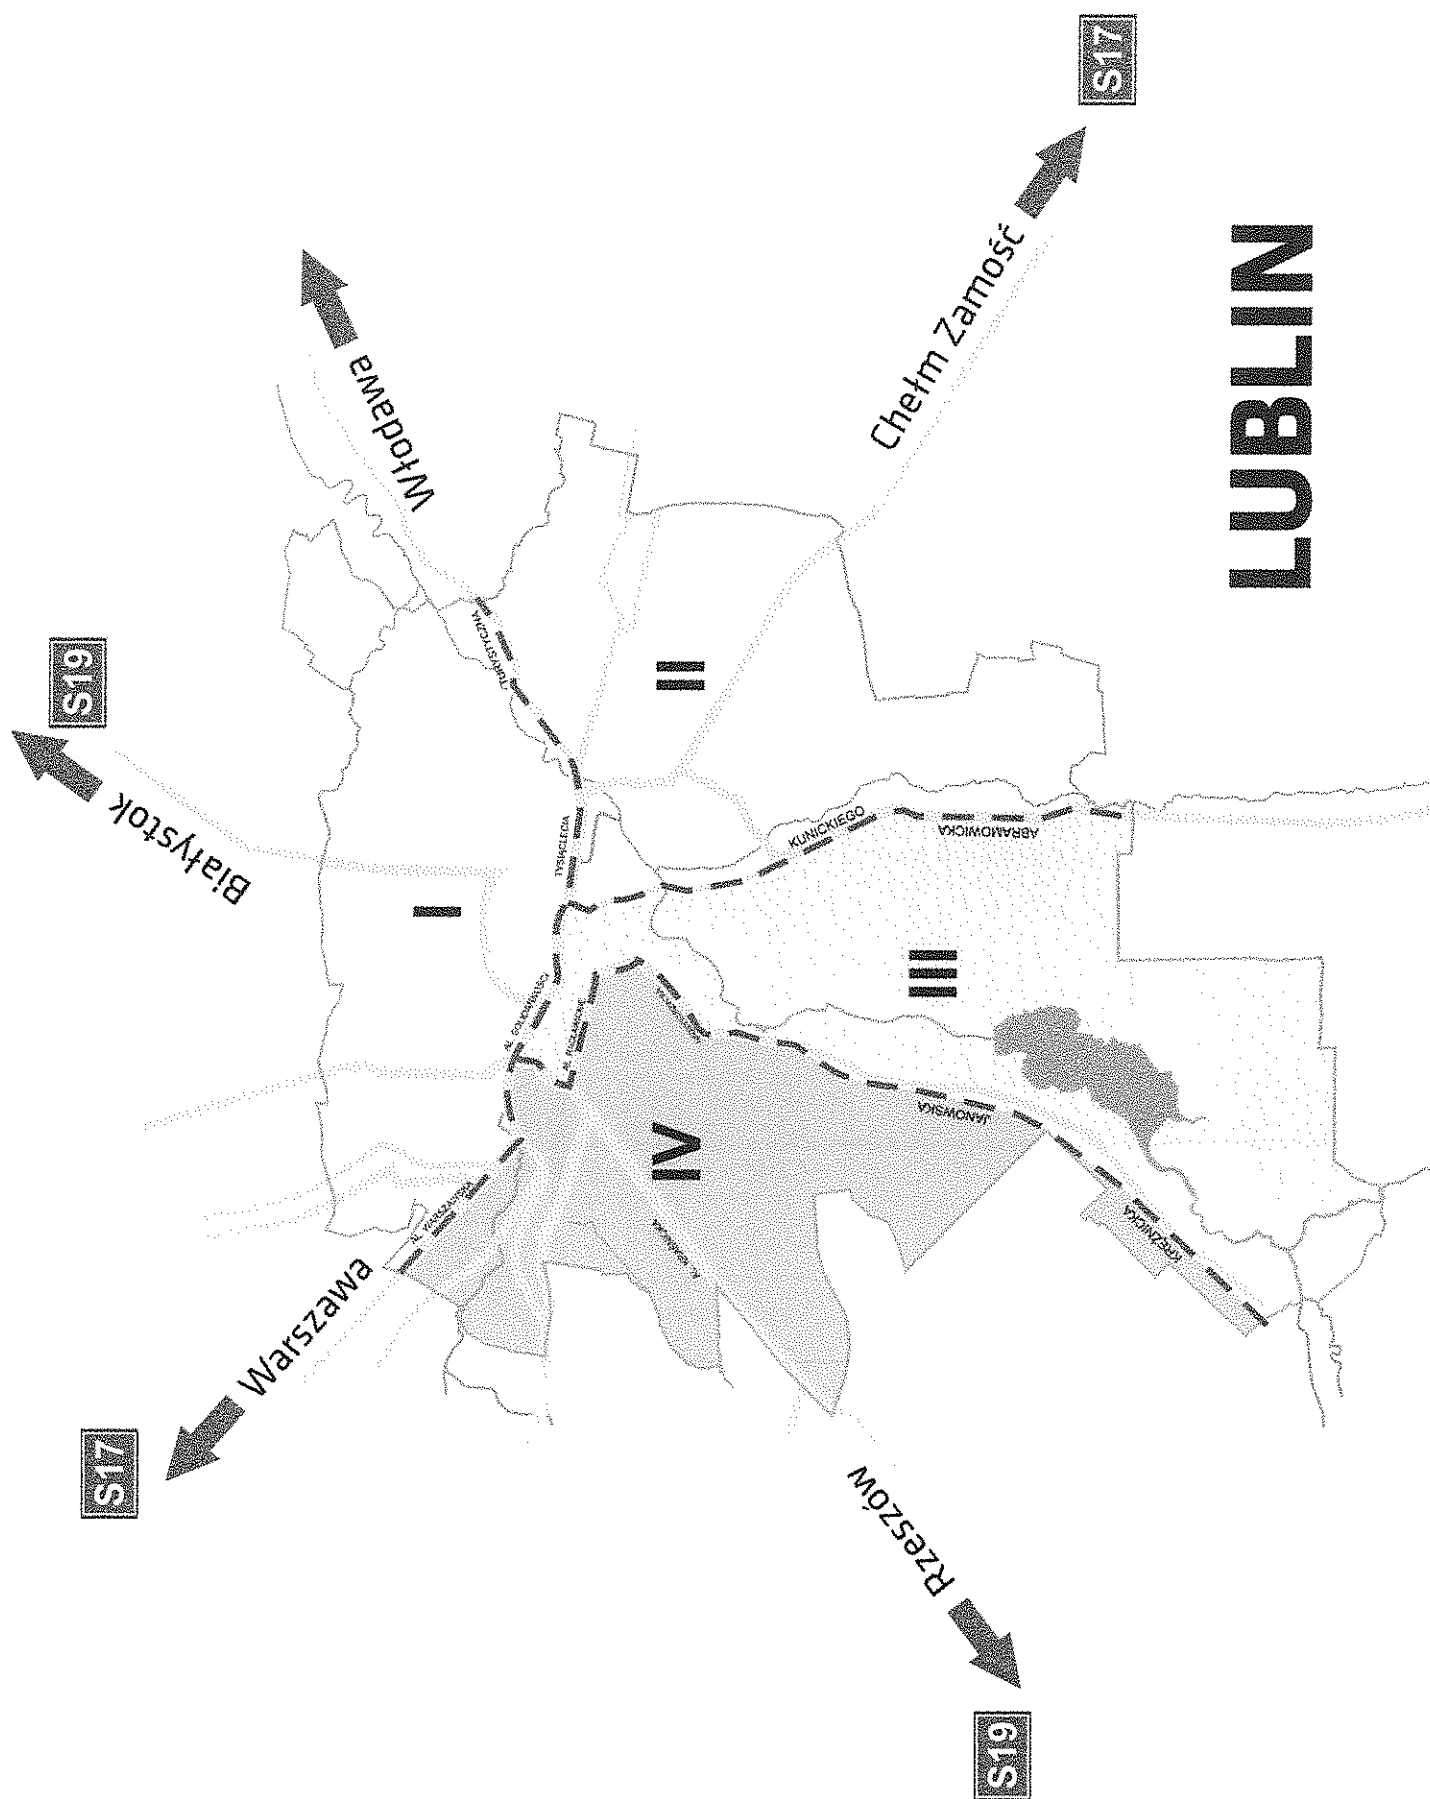 S17
S19
Białystok
Warszawa
Włodawa
I
AL. WARSZAWSKA
AL. SOLIDARNOŚCI
TYSIĄCLECIA
TURYSTYCZNA
AL. RACŁAWICKIE
IV
II
KUNICKIEGO
JANOWSKA
III
ABRAMOWICKA
KRĘŻNICKA
Rzeszów
S19
Chełm Zamość
S17
LUBLIN